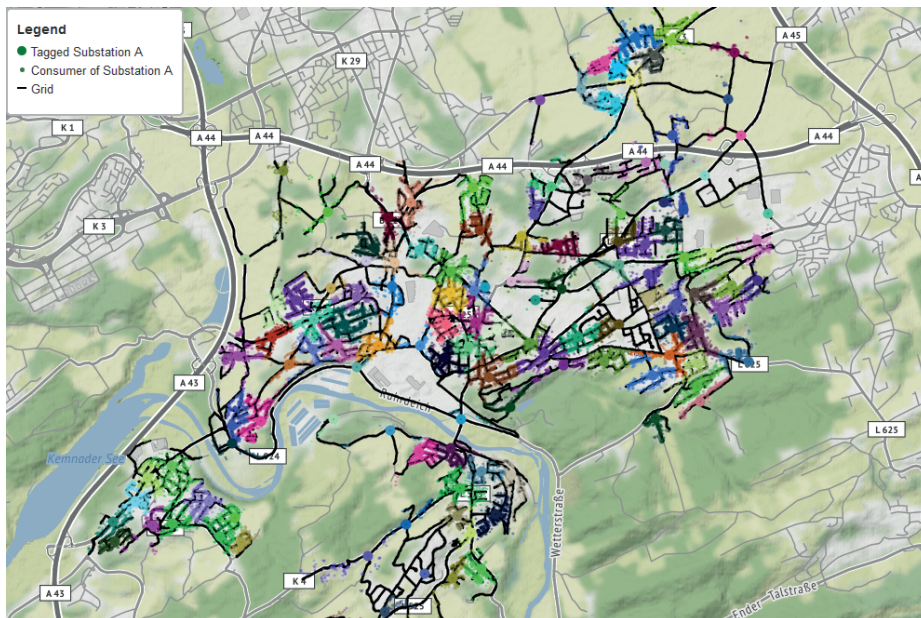 Legend
Tagged Substation A
Consumer of Substation A
Grid
K 29
A 45
K 1
A 44
A 44
A 44
A 44
A 44
A 44
K 3
A 43
L 625
Ruhrdeich
L 625
Kemnader See
Wetterstraße
K 4
A 43
Ender Talstraße